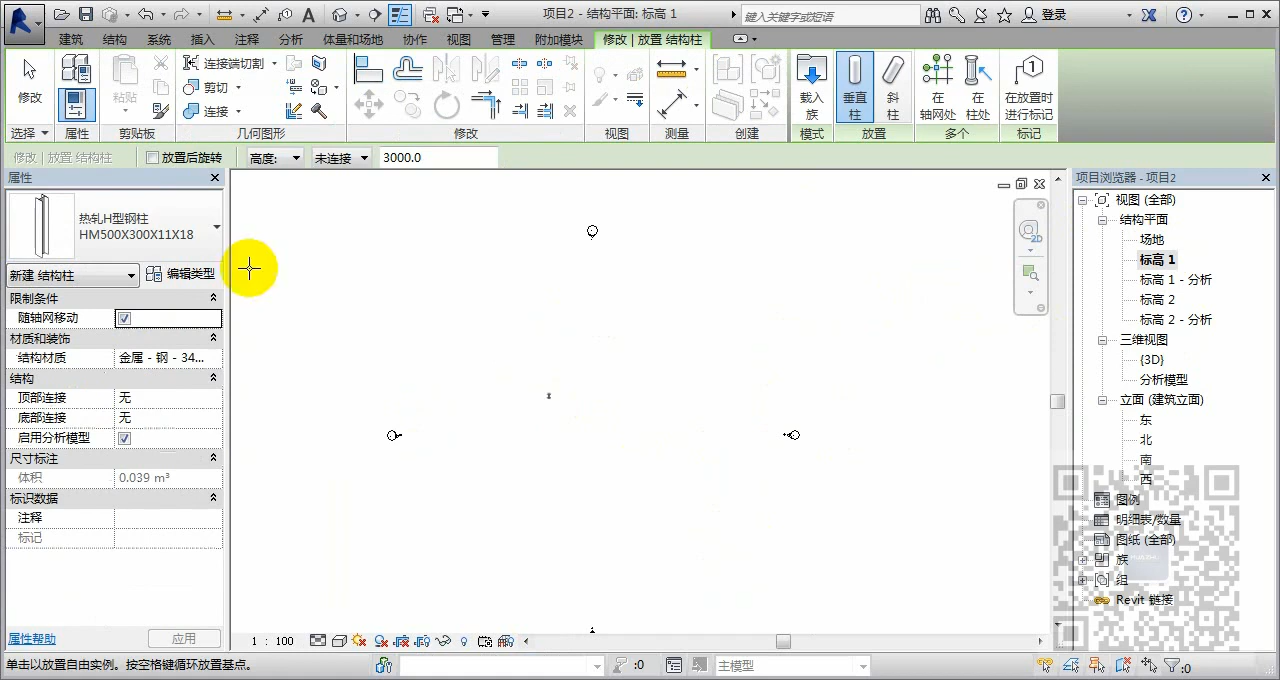 项目2 - 结构平面: 标高 1
键入关键字或短语
登录
建筑 结构 系统 插入 注释 分析 体量和场地 协作 视图 管理 附加模块 修改 | 放置 结构柱
修改
粘贴
连接端切割
剪切
连接
载入
族
垂直
柱
斜
柱
在
轴网处
在
柱处
在放置时
进行标记
选择 属性 剪贴板 几何图形 修改 视图 测量 创建 模式 放置 多个 标记
修改 | 放置 结构柱 放置后旋转 高度: 未连接 3000.0
属性
热轧H型钢柱
HM500X300X11X18
新建 结构柱 编辑类型
限制条件
随轴网移动
材质和装饰
结构材质 金属 - 钢 - 34...
结构
顶部连接 无
底部连接 无
启用分析模型
尺寸标注
体积 0.039 m³
标识数据
注释
标记
属性帮助 应用
2D
1 : 100
项目浏览器 - 项目2
视图 (全部)
结构平面
场地
标高 1
标高 1 - 分析
标高 2
标高 2 - 分析
三维视图
{3D}
分析模型
立面 (建筑立面)
东
北
南
西
图例
明细表/数量
图纸 (全部)
族
组
Revit 链接
单击以放置自由实例。按空格键循环放置基点。 :0 主模型 :0